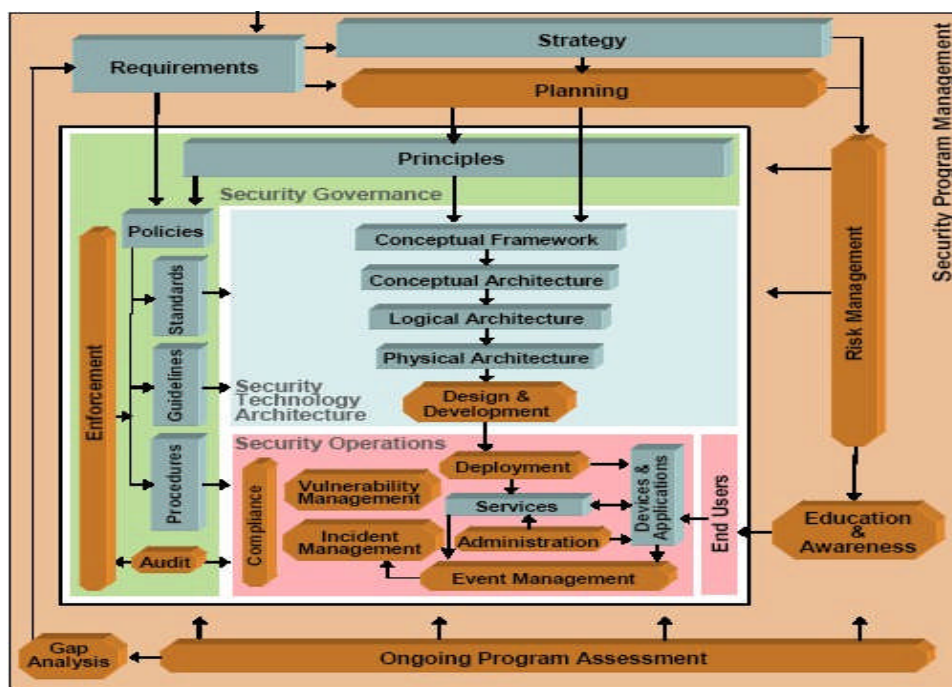 Strategy
Requirements
Planning
Security Program Management
Principles
Security Governance
Policies
Conceptual Framework
Conceptual Architecture
Standards
Logical Architecture
Risk Management
Physical Architecture
Guidelines
Security
Technology
Architecture
Design &
Development
Enforcement
Security Operations
Procedures
Deployment
Devices &
Applications
Vulnerability
Management
Services
Compliance
End Users
Education
&
Awareness
Incident
Management
Administration
Audit
Event Management
Gap
Analysis
Ongoing Program Assessment